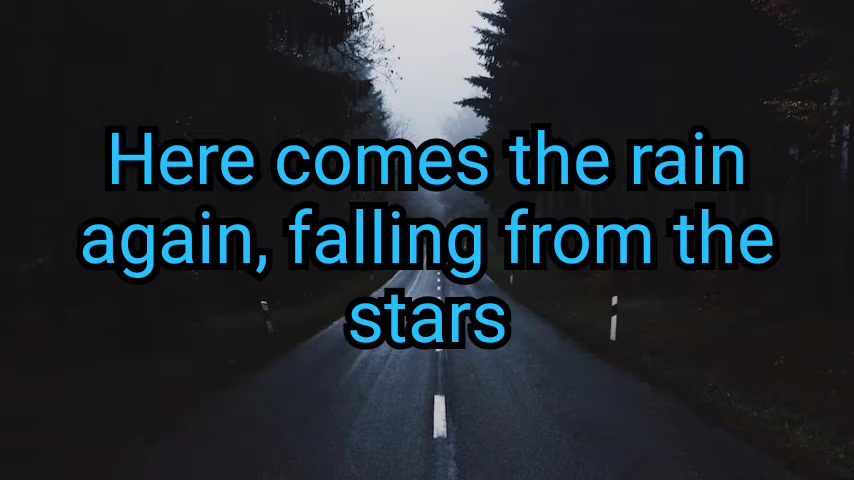 Here comes the rain
again, falling from the
stars